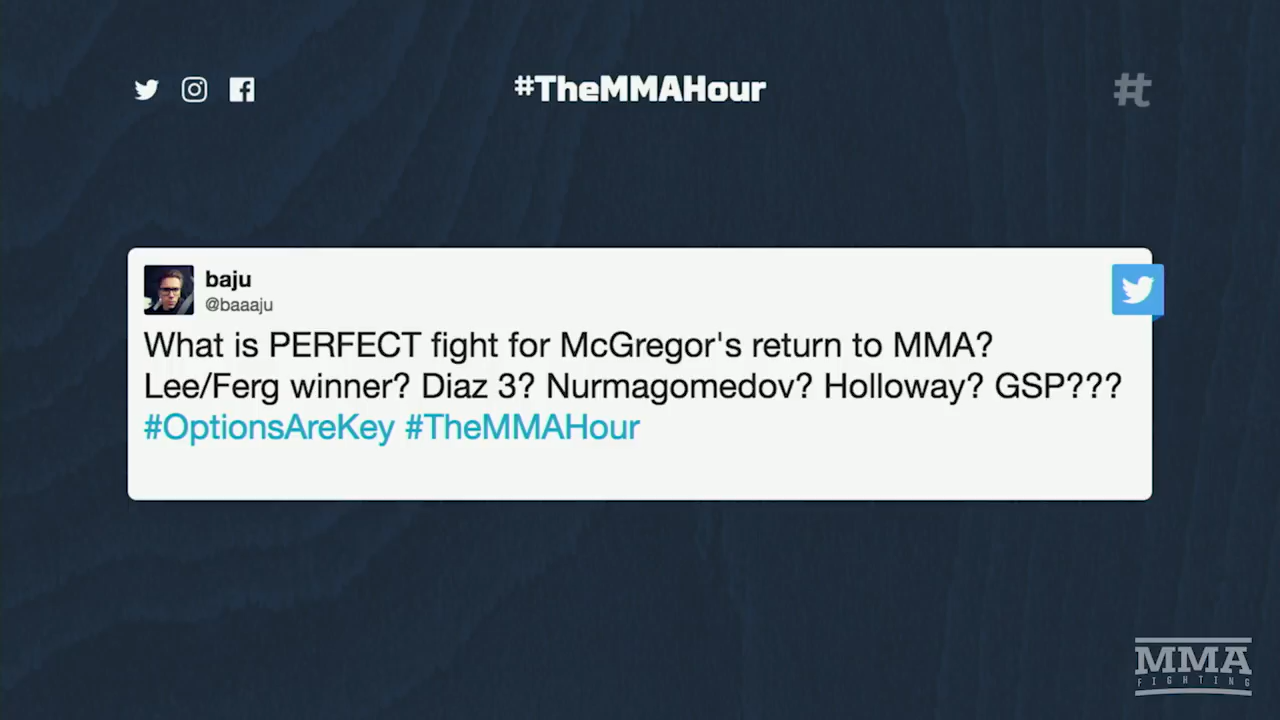 #TheMMAHour
baju
@baaaju
What is PERFECT fight for McGregor's return to MMA?
Lee/Ferg winner? Diaz 3? Nurmagomedov? Holloway? GSP???
#OptionsAreKey #TheMMAHour
MMA
FIGHTING